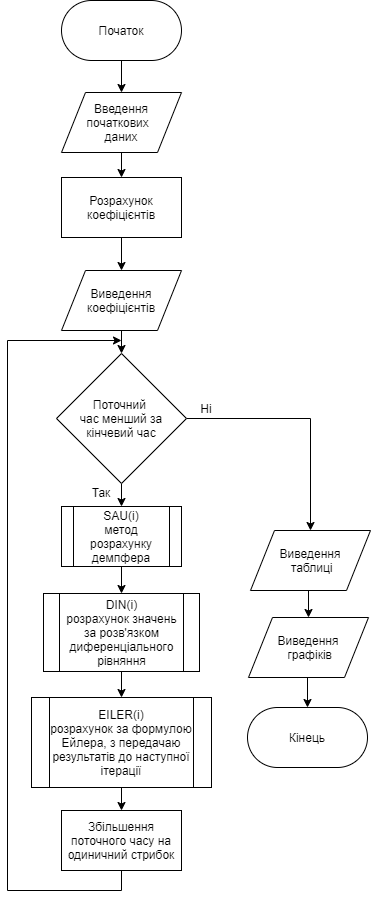 Початок
Введення
початкових
даних
Розрахунок
коефіцієнтів
Виведення
коефіцієнтів
Поточний
час менший за
кінчевий час
Ні
Так
SAU(i)
метод
розрахунку
демпфера
DIN(i)
розрахунок значень
за розв'язком
диференціального
рівняння
EILER(i)
розрахунок за формулою
Ейлера, з передачаю
результатів до наступної
ітерації
Збільшення
поточного часу на
одиничний стрибок
Виведення
таблиці
Виведення
графіків
Кінець